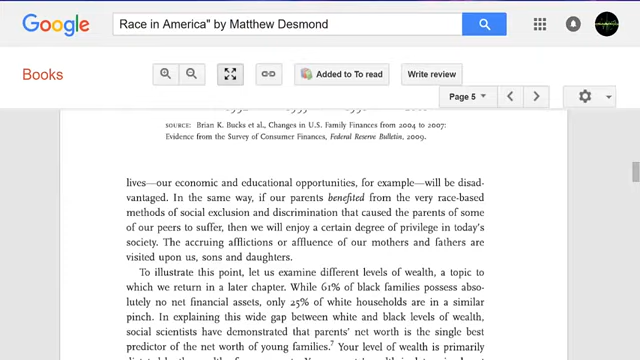 Google
Race in America" by Matthew Desmond
Books
Added to To read
Write review
Page 5
SOURCE: Brian K. Bucks et al., Changes in U.S. Family Finances from 2004 to 2007:
Evidence from the Survey of Consumer Finances, Federal Reserve Bulletin, 2009.
lives—our economic and educational opportunities, for example—will be disad-
vantaged. In the same way, if our parents benefited from the very race-based
methods of social exclusion and discrimination that caused the parents of some
of our peers to suffer, then we will enjoy a certain degree of privilege in today's
society. The accruing afflictions or affluence of our mothers and fathers are
visited upon us, sons and daughters.
To illustrate this point, let us examine different levels of wealth, a topic to
which we return in a later chapter. While 61% of black families possess abso-
lutely no net financial assets, only 25% of white households are in a similar
pinch. In explaining this wide gap between white and black levels of wealth,
social scientists have demonstrated that parents' net worth is the single best
predictor of the net worth of young families.7 Your level of wealth is primarily